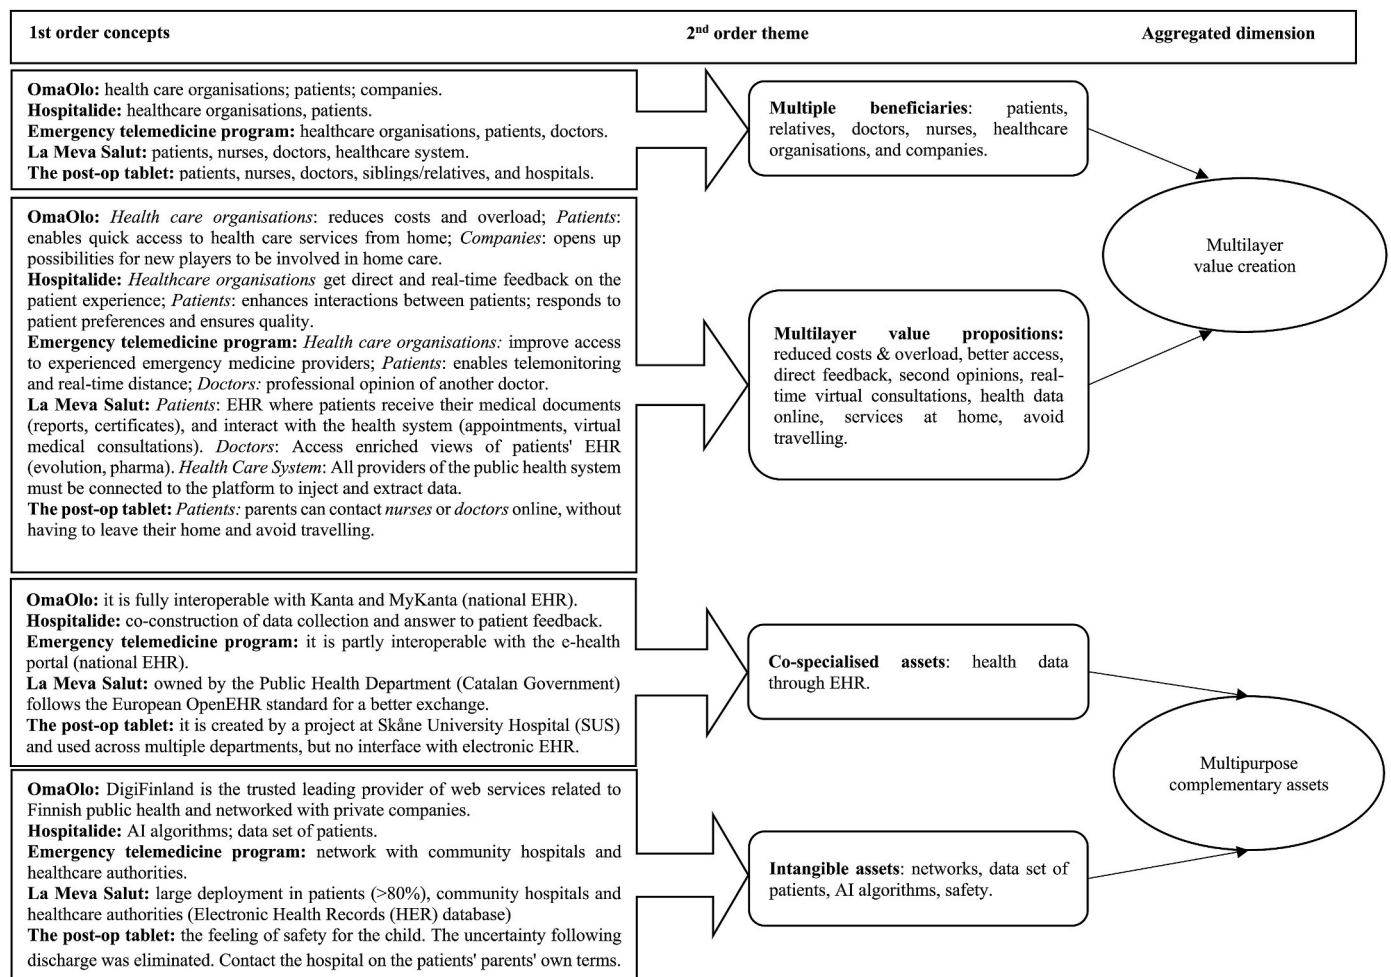 1st order concepts
2nd order theme
Aggregated dimension
OmaOlo: health care organisations; patients; companies.
Hospitalide: healthcare organisations, patients.
Emergency telemedicine program: healthcare organisations, patients, doctors.
La Meva Salut: patients, nurses, doctors, healthcare system.
The post-op tablet: patients, nurses, doctors, siblings/relatives, and hospitals.
Multiple beneficiaries: patients,
relatives, doctors, nurses, healthcare
organisations, and companies.
OmaOlo: Health care organisations: reduces costs and overload; Patients:
enables quick access to health care services from home; Companies: opens up
possibilities for new players to be involved in home care.
Hospitalide: Healthcare organisations get direct and real-time feedback on the
patient experience; Patients: enhances interactions between patients; responds to
patient preferences and ensures quality.
Emergency telemedicine program: Health care organisations: improve access
to experienced emergency medicine providers; Patients: enables telemonitoring
and real-time distance; Doctors: professional opinion of another doctor.
La Meva Salut: Patients: EHR where patients receive their medical documents
(reports, certificates), and interact with the health system (appointments, virtual
medical consultations). Doctors: Access enriched views of patients' EHR
(evolution, pharma). Health Care System: All providers of the public health system
must be connected to the platform to inject and extract data.
The post-op tablet: Patients: parents can contact nurses or doctors online, without
having to leave their home and avoid travelling.
Multilayer value propositions:
reduced costs & overload, better access,
direct feedback, second opinions, real-
time virtual consultations, health data
online, services at home, avoid
travelling.
Multilayer
value creation
OmaOlo: it is fully interoperable with Kanta and MyKanta (national EHR).
Hospitalide: co-construction of data collection and answer to patient feedback.
Emergency telemedicine program: it is partly interoperable with the e-health
portal (national EHR).
La Meva Salut: owned by the Public Health Department (Catalan Government)
follows the European OpenEHR standard for a better exchange.
The post-op tablet: it is created by a project at Skåne University Hospital (SUS)
and used across multiple departments, but no interface with electronic EHR.
Co-specialised assets: health data
through EHR.
OmaOlo: DigiFinland is the trusted leading provider of web services related to
Finnish public health and networked with private companies.
Hospitalide: AI algorithms; data set of patients.
Emergency telemedicine program: network with community hospitals and
healthcare authorities.
La Meva Salut: large deployment in patients (>80%), community hospitals and
healthcare authorities (Electronic Health Records (HER) database)
The post-op tablet: the feeling of safety for the child. The uncertainty following
discharge was eliminated. Contact the hospital on the patients' parents' own terms.
Intangible assets: networks, data set of
patients, AI algorithms, safety.
Multipurpose
complementary assets